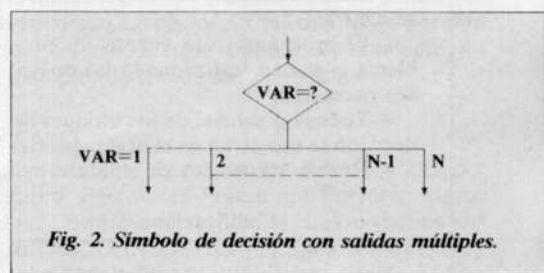 VAR=?
VAR=1 2 N-1 N
Fig. 2. Símbolo de decisión con salidas múltiples.